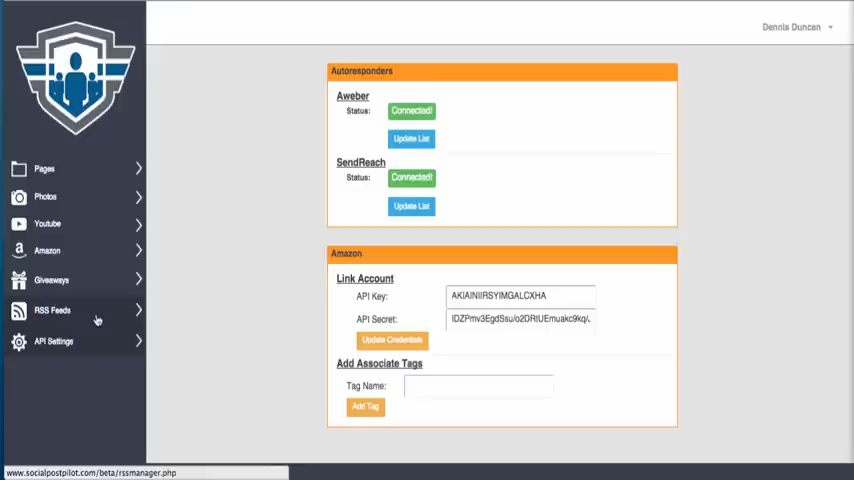 Dennis Duncan
Pages
Photos
Youtube
Amazon
Giveaways
RSS Feeds
API Settings
Autoresponders
Aweber
Status: Connected!
Update List
SendReach
Status: Connected!
Update List
Amazon
Link Account
API Key:
API Secret:
Update Credentials
Add Associate Tags
Tag Name:
Add Tag
www.socialpostpilot.com/beta/rssmanager.php